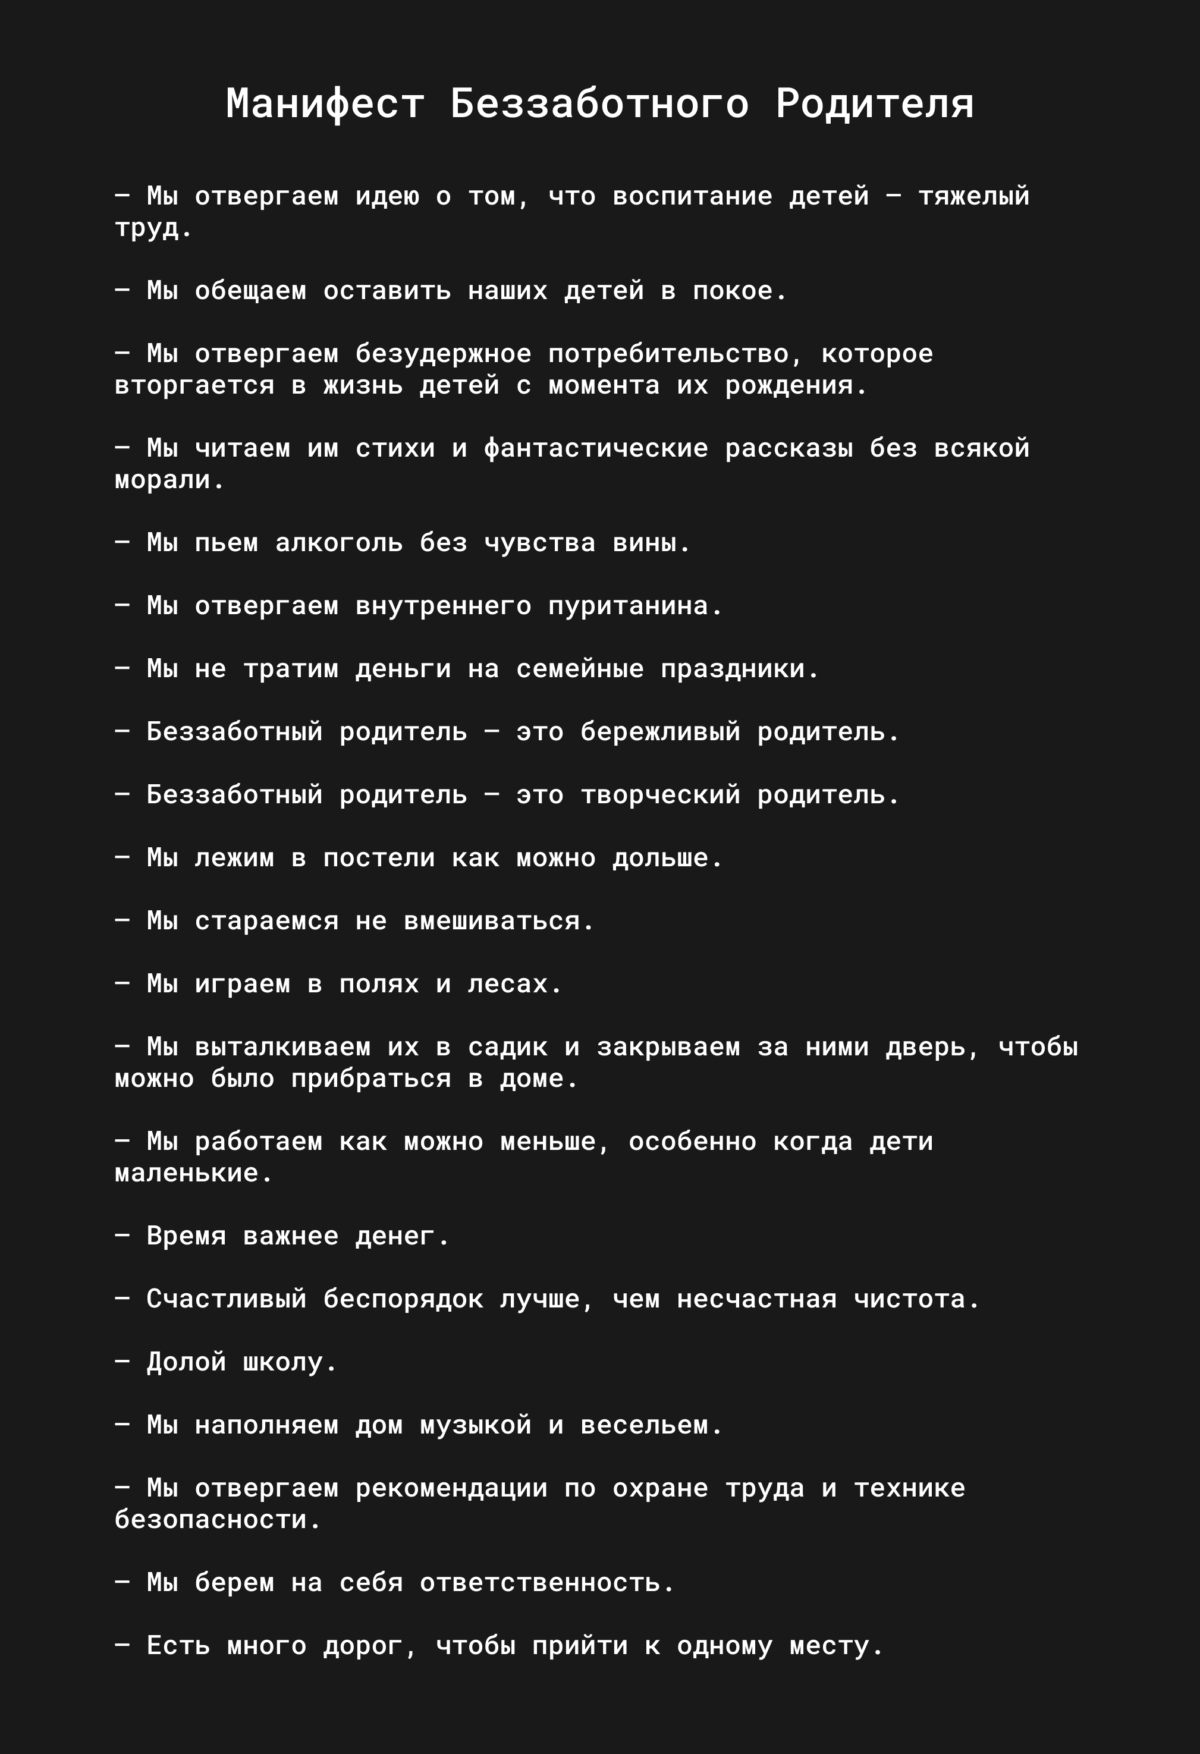 Манифест Беззаботного Родителя
— Мы отвергаем идею о том, что воспитание детей — тяжелый
труд.
— Мы обещаем оставить наших детей в покое.
— Мы отвергаем безудержное потребительство, которое
вторгается в жизнь детей с момента их рождения.
— Мы читаем им стихи и фантастические рассказы без всякой
морали.
— Мы пьем алкоголь без чувства вины.
— Мы отвергаем внутреннего пуританина.
— Мы не тратим деньги на семейные праздники.
— Беззаботный родитель — это бережливый родитель.
— Беззаботный родитель — это творческий родитель.
— Мы лежим в постели как можно дольше.
— Мы стараемся не вмешиваться.
— Мы играем в полях и лесах.
— Мы выталкиваем их в садик и закрываем за ними дверь, чтобы
можно было прибраться в доме.
— Мы работаем как можно меньше, особенно когда дети
маленькие.
— Время важнее денег.
— Счастливый беспорядок лучше, чем несчастная чистота.
— Долой школу.
— Мы наполняем дом музыкой и весельем.
— Мы отвергаем рекомендации по охране труда и технике
безопасности.
— Мы берем на себя ответственность.
— Есть много дорог, чтобы прийти к одному месту.